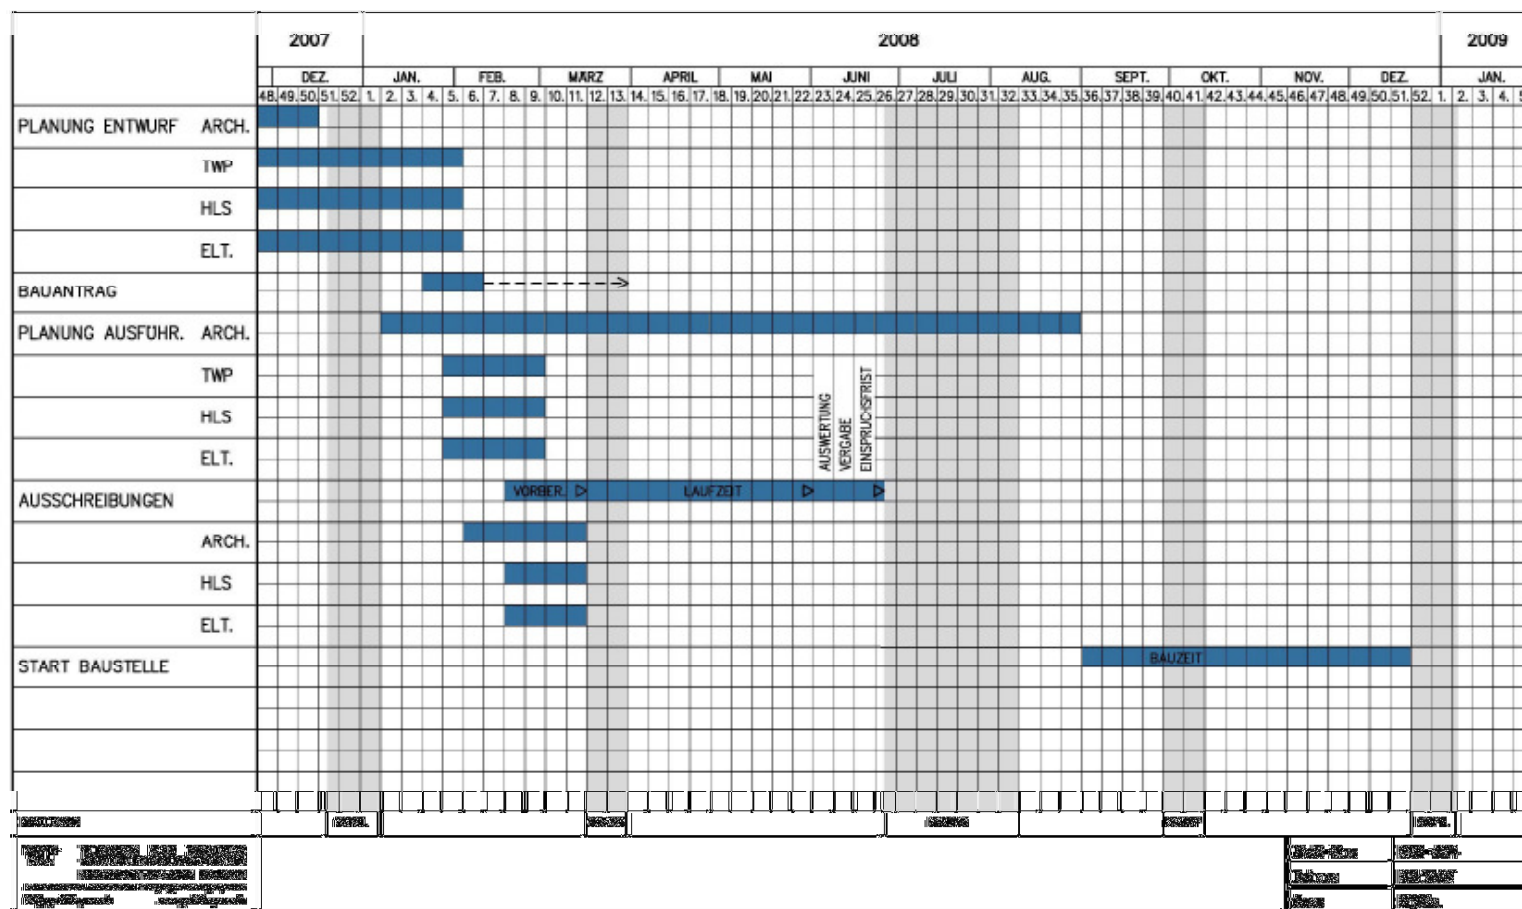 2007 2008 2009
DEZ. JAN. FEB. MÄRZ APRIL MAI JUNI JULI AUG. SEPT. OKT. NOV. DEZ. JAN.
48. 49. 50. 51. 52. 1. 2. 3. 4. 5. 6. 7. 8. 9. 10. 11. 12. 13. 14. 15. 16. 17. 18. 19. 20. 21. 22. 23. 24. 25. 26. 27. 28. 29. 30. 31. 32. 33. 34. 35. 36. 37. 38. 39. 40. 41. 42. 43. 44. 45. 46. 47. 48. 49. 50. 51. 52. 1. 2. 3. 4. 5
PLANUNG ENTWURF ARCH.
TWP
HLS
ELT.
BAUANTRAG
PLANUNG AUSFÜHR. ARCH.
TWP
HLS
ELT.
AUSWERTUNG
VERGABE
EINSPRUCHSFRIST
AUSSCHREIBUNGEN VORBER. LAUFZEIT
ARCH.
HLS
ELT.
START BAUSTELLE BAUZEIT